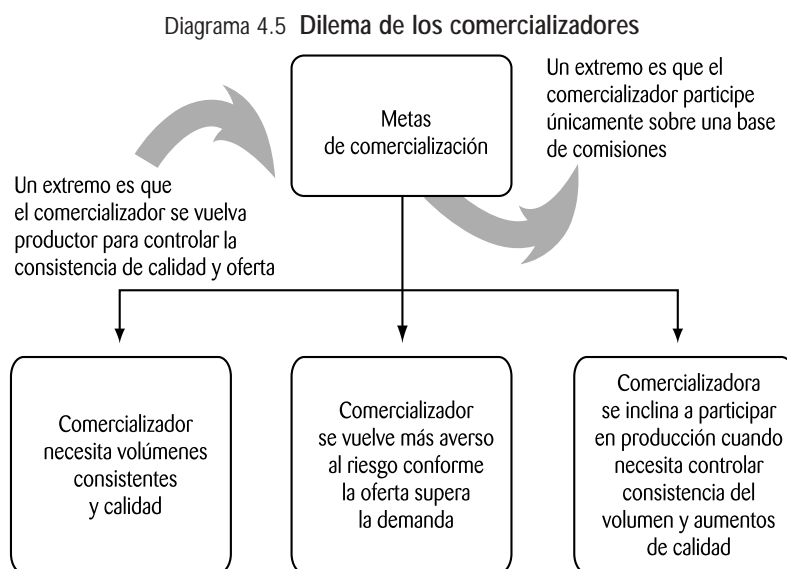 Diagrama 4.5 Dilema de los comercializadores
Metas
de comercialización
Un extremo es que el
comercializador participe
únicamente sobre una base
de comisiones
Un extremo es que
el comercializador se vuelva
productor para controlar la
consistencia de calidad y oferta
Comercializador
necesita volúmenes
consistentes
y calidad
Comercializador
se vuelve más averso
al riesgo conforme
la oferta supera
la demanda
Comercializadora
se inclina a participar
en producción cuando
necesita controlar
consistencia del
volumen y aumentos
de calidad